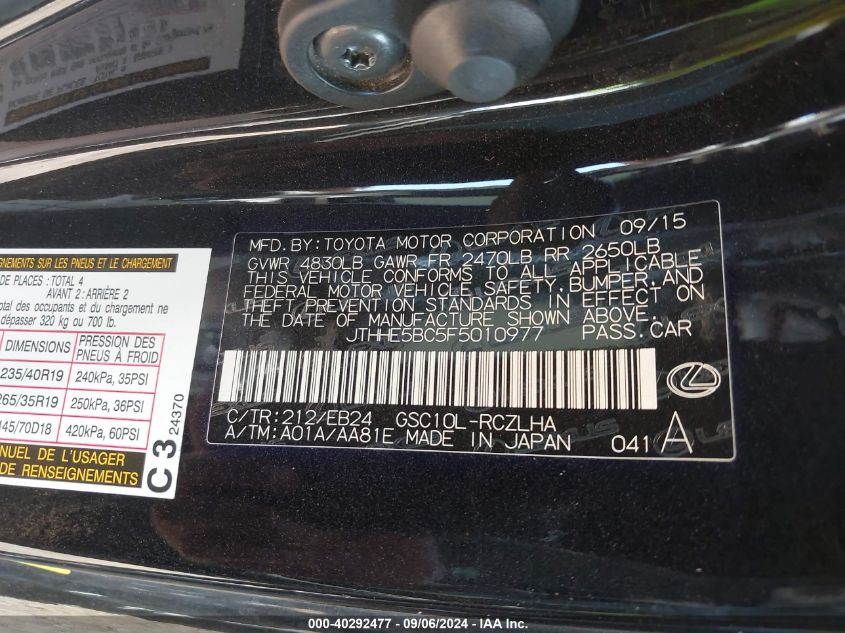 MFD. BY: TOYOTA MOTOR CORPORATION 09/15
GVWR 4830LB GAWR FR 2470LB RR 2650LB
THIS VEHICLE CONFORMS TO ALL APPLICABLE
FEDERAL MOTOR VEHICLE SAFETY, BUMPER, AND
THEFT PREVENTION STANDARDS IN EFFECT ON
THE DATE OF MANUFACTURE SHOWN ABOVE.
JTHHE5BC5F5010977 PASS.CAR
C/TR: 212/EB24 GSC10L-RCZLHA
A/TM: A01A/AA81E MADE IN JAPAN 041 A
SUR LES PNEUS ET LE CHARGEMENT
DE PLACES : TOTAL 4
AVANT 2 : ARRIÈRE 2
des occupants et du chargement ne
dépasser 320 kg ou 700 lb.
DIMENSIONS PRESSION DES PNEUS À FROID
235/40R19 240kPa, 35PSI
265/35R19 250kPa, 36PSI
145/70D18 420kPa, 60PSI
MANUEL DE L'USAGER
DE RENSEIGNEMENTS
C3 24370
000-40292477 - 09/06/2024 - IAA Inc.